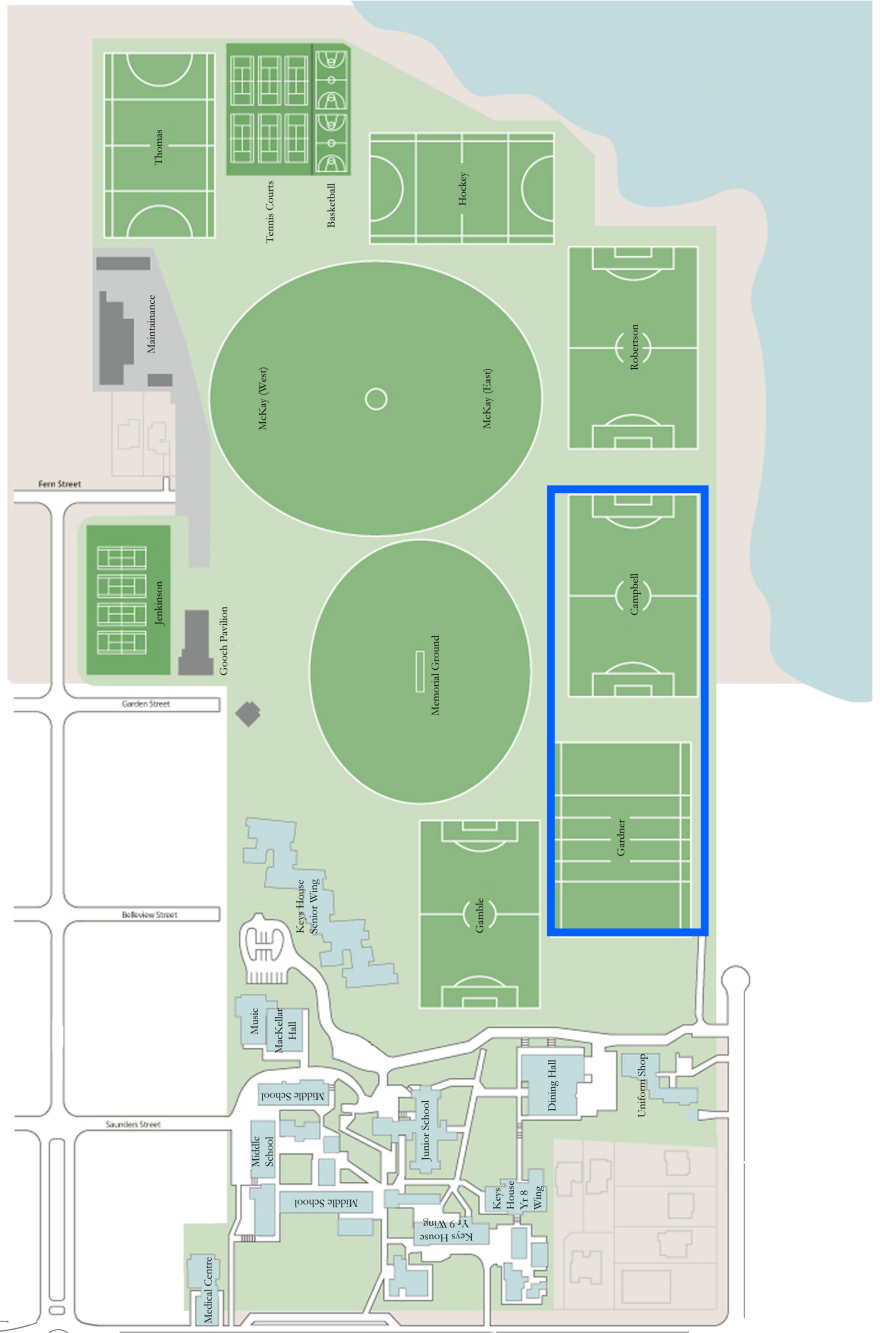 Thomas
Tennis Courts
Basketball
Hockey
Maintainance
McKay (West)
McKay (East)
Robertson
Fern Street
Jenkinson
Gooch Pavilion
Campbell
Memorial Ground
Garden Street
Gardner
Keys House
Senior Wing
Gamble
Belleview Street
Music
MacKellar
Hall
Middle School
Dining Hall
Uniform Shop
Saunders Street
Middle
School
Junior School
Middle School
Keys
House
Yr 8
Wing
Keys House
Yr 9 Wing
Medical Centre